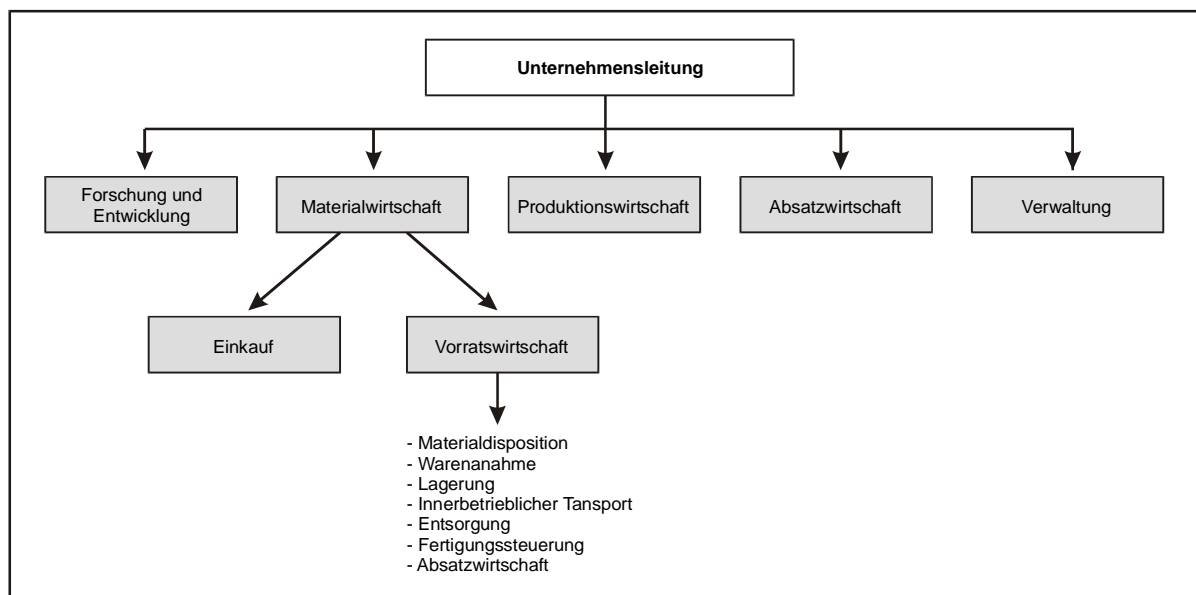 Unternehmensleitung
Forschung und
Entwicklung
Materialwirtschaft
Produktionswirtschaft
Absatzwirtschaft
Verwaltung
Einkauf
Vorratswirtschaft
- Materialdisposition
- Warenanahme
- Lagerung
- Innerbetrieblicher Tansport
- Entsorgung
- Fertigungssteuerung
- Absatzwirtschaft